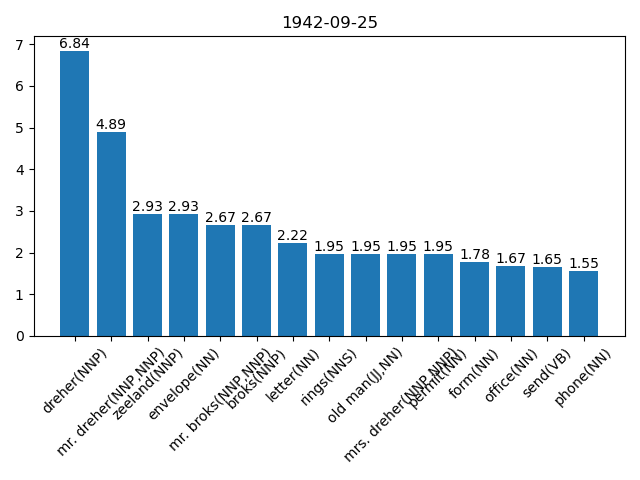 1942-09-25
7
6
5
4
3
2
1
0
6.84
4.89
2.93
2.93
2.67
2.67
2.22
1.95
1.95
1.95
1.95
1.78
1.67
1.65
1.55
dreher(NNP)
mr. dreher(NNP,NNP)
zeeland(NNP)
envelope(NN)
mr. broks(NNP,NNP)
broks(NNP)
letter(NN)
rings(NNS)
old man(JJ,NN)
mrs. dreher(NNP,NNP)
permit(NN)
form(NN)
office(NN)
send(VB)
phone(NN)